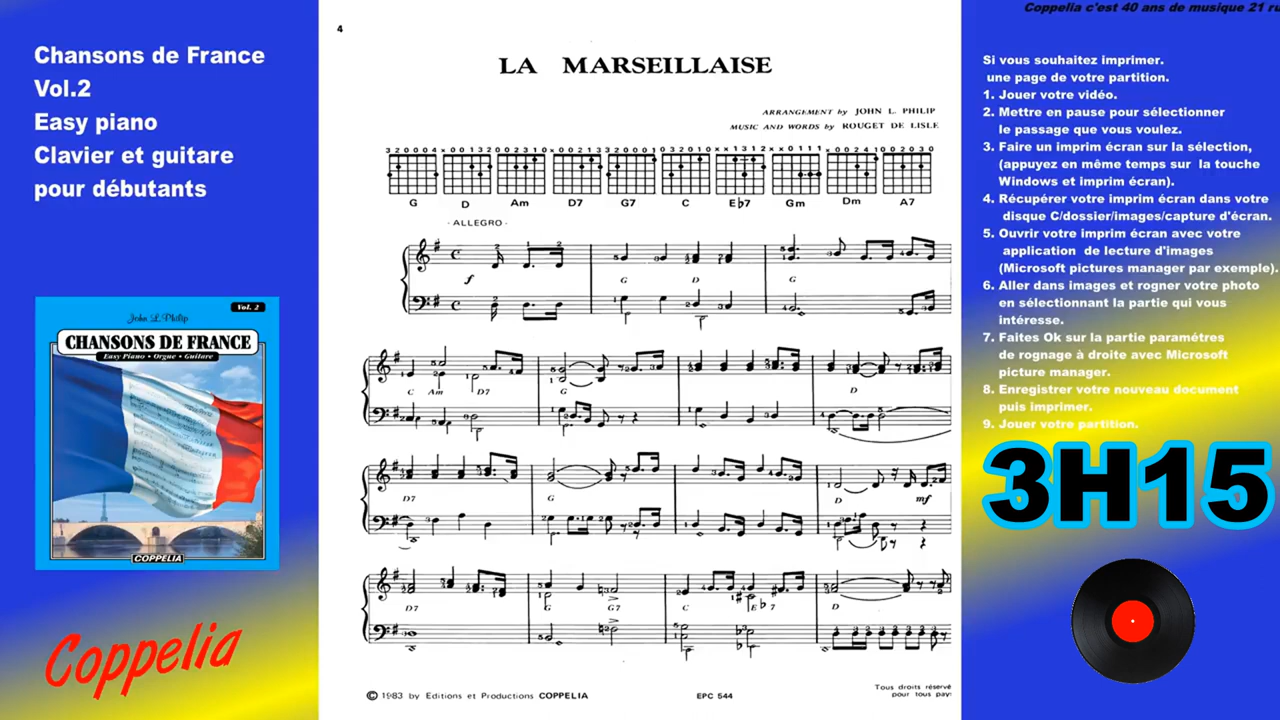 Chansons de France
Vol.2
Easy piano
Clavier et guitare
pour débutants
Vol. 2
John L. Philip
CHANSONS DE FRANCE
Easy Piano • Orgue • Guitare
COPPELIA
Coppelia
4
LA MARSEILLAISE
ARRANGEMENT by JOHN L. PHILIP
MUSIC AND WORDS by ROUGET DE LISLE
G D Am D7 G7 C Eb7 Gm Dm A7
- ALLEGRO -
f
G D G
C Am D7 G D
D7 G D mf
D7 G G7 C Eb 7 D
© 1983 by Editions et Productions COPPELIA
EPC 544
Tous droits réservé
pour tous pay
Coppelia c'est 40 ans de musique 21 ru
Si vous souhaitez imprimer.
une page de votre partition.
1. Jouer votre vidéo.
2. Mettre en pause pour sélectionner
le passage que vous voulez.
3. Faire un imprim écran sur la sélection,
(appuyez en même temps sur la touche
Windows et imprim écran).
4. Récupérer votre imprim écran dans votre
disque C/dossier/images/capture d'écran.
5. Ouvrir votre imprim écran avec votre
application de lecture d'images
(Microsoft pictures manager par exemple).
6. Aller dans images et rogner votre photo
en sélectionnant la partie qui vous
intéresse.
7. Faites Ok sur la partie paramétres
de rognage à droite avec Microsoft
picture manager.
8. Enregistrer votre nouveau document
puis imprimer.
9. Jouer votre partition.
3H15